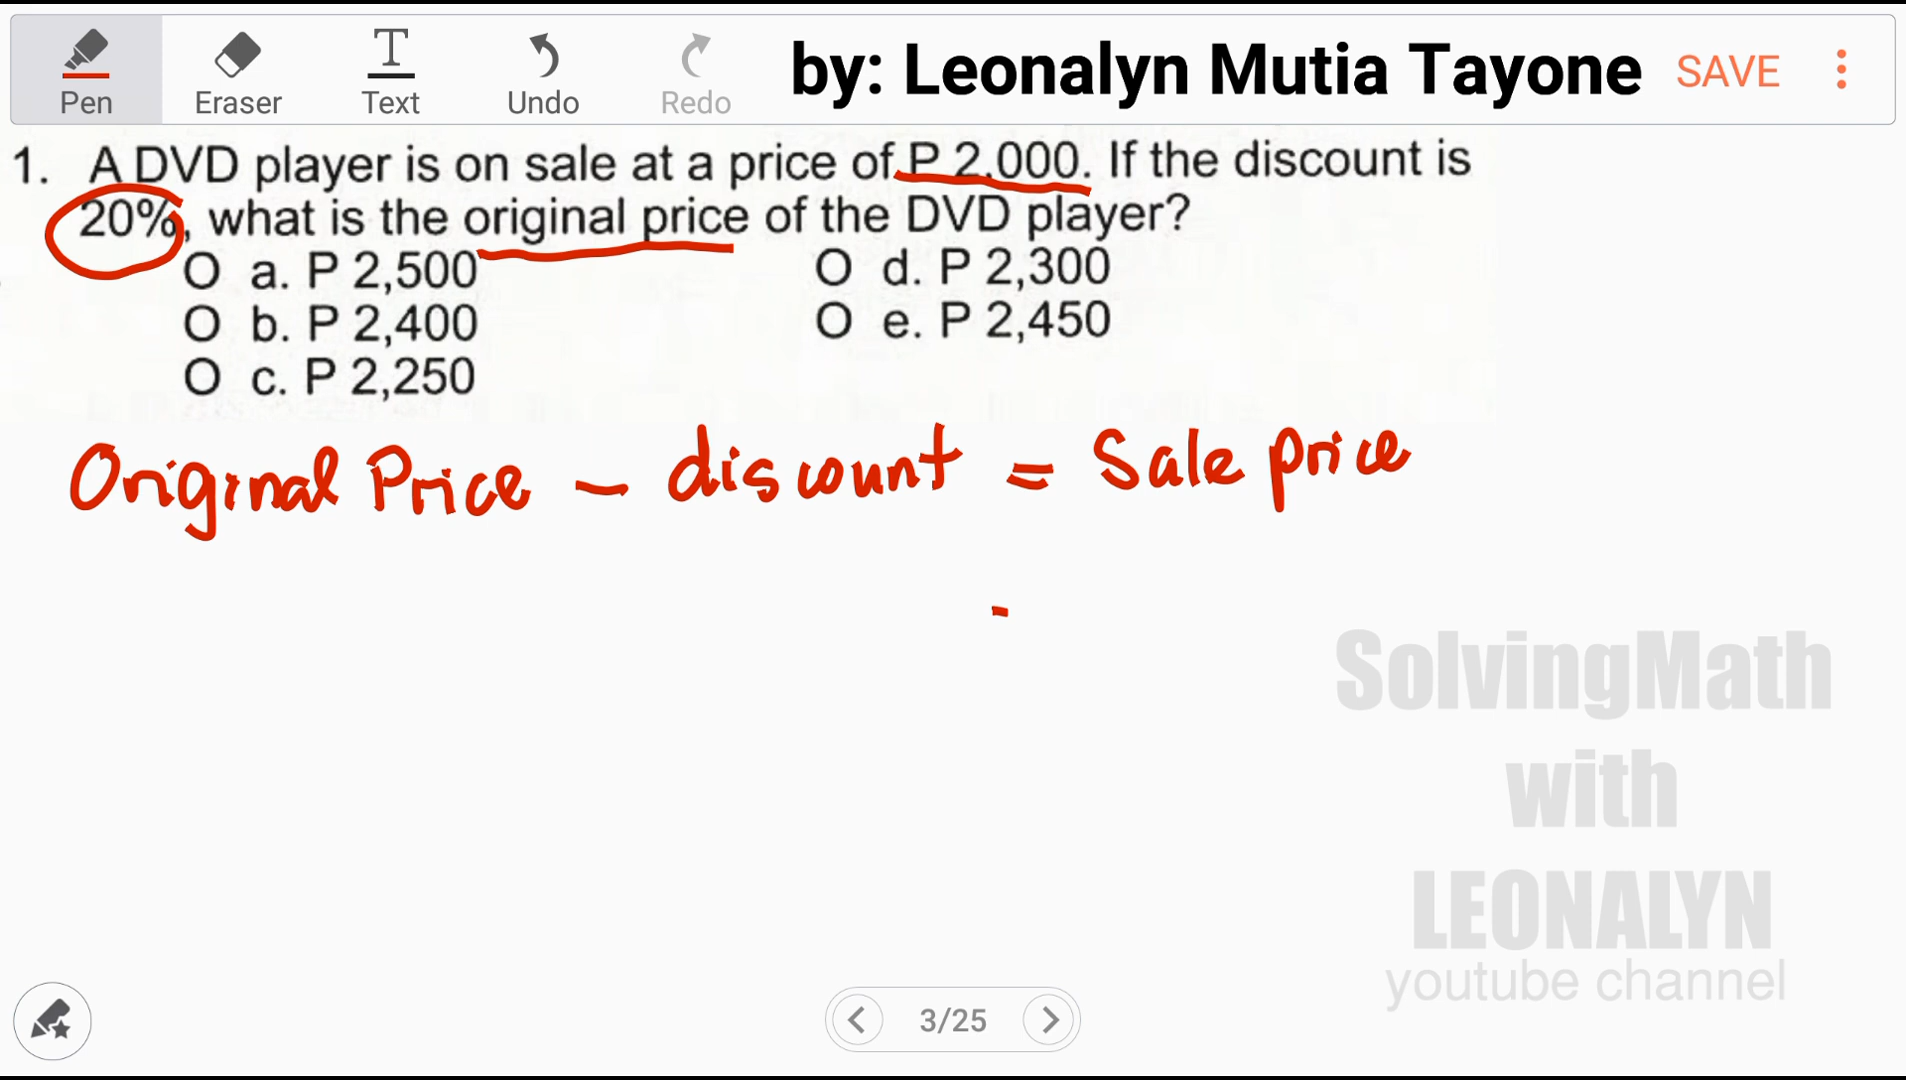 Pen
Eraser
Text
Undo
Redo
by: Leonalyn Mutia Tayone
SAVE
1. A DVD player is on sale at a price of P 2,000. If the discount is
20%, what is the original price of the DVD player?
O a. P 2,500
O d. P 2,300
O b. P 2,400
O e. P 2,450
O c. P 2,250
Original Price - discount = Sale price
-
SolvingMath
with
LEONALYN
youtube channel
3/25